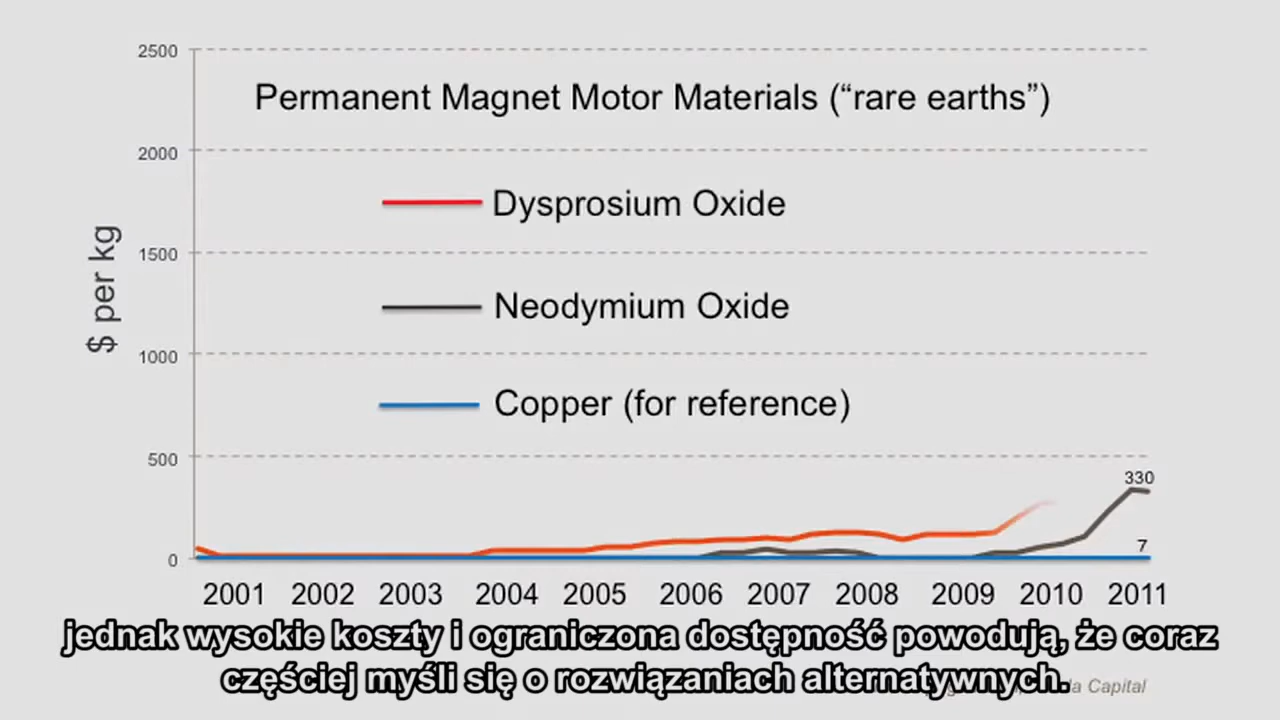 2500
Permanent Magnet Motor Materials (“rare earths”)
2000
Dysprosium Oxide
1500
$ per kg
Neodymium Oxide
1000
Copper (for reference)
500
330
7
0
2001 2002 2003 2004 2005 2006 2007 2008 2009 2010 2011
jednak wysokie koszty i ograniczona dostępność powodują, że coraz
częściej myśli się o rozwiązaniach alternatywnych.
Capital